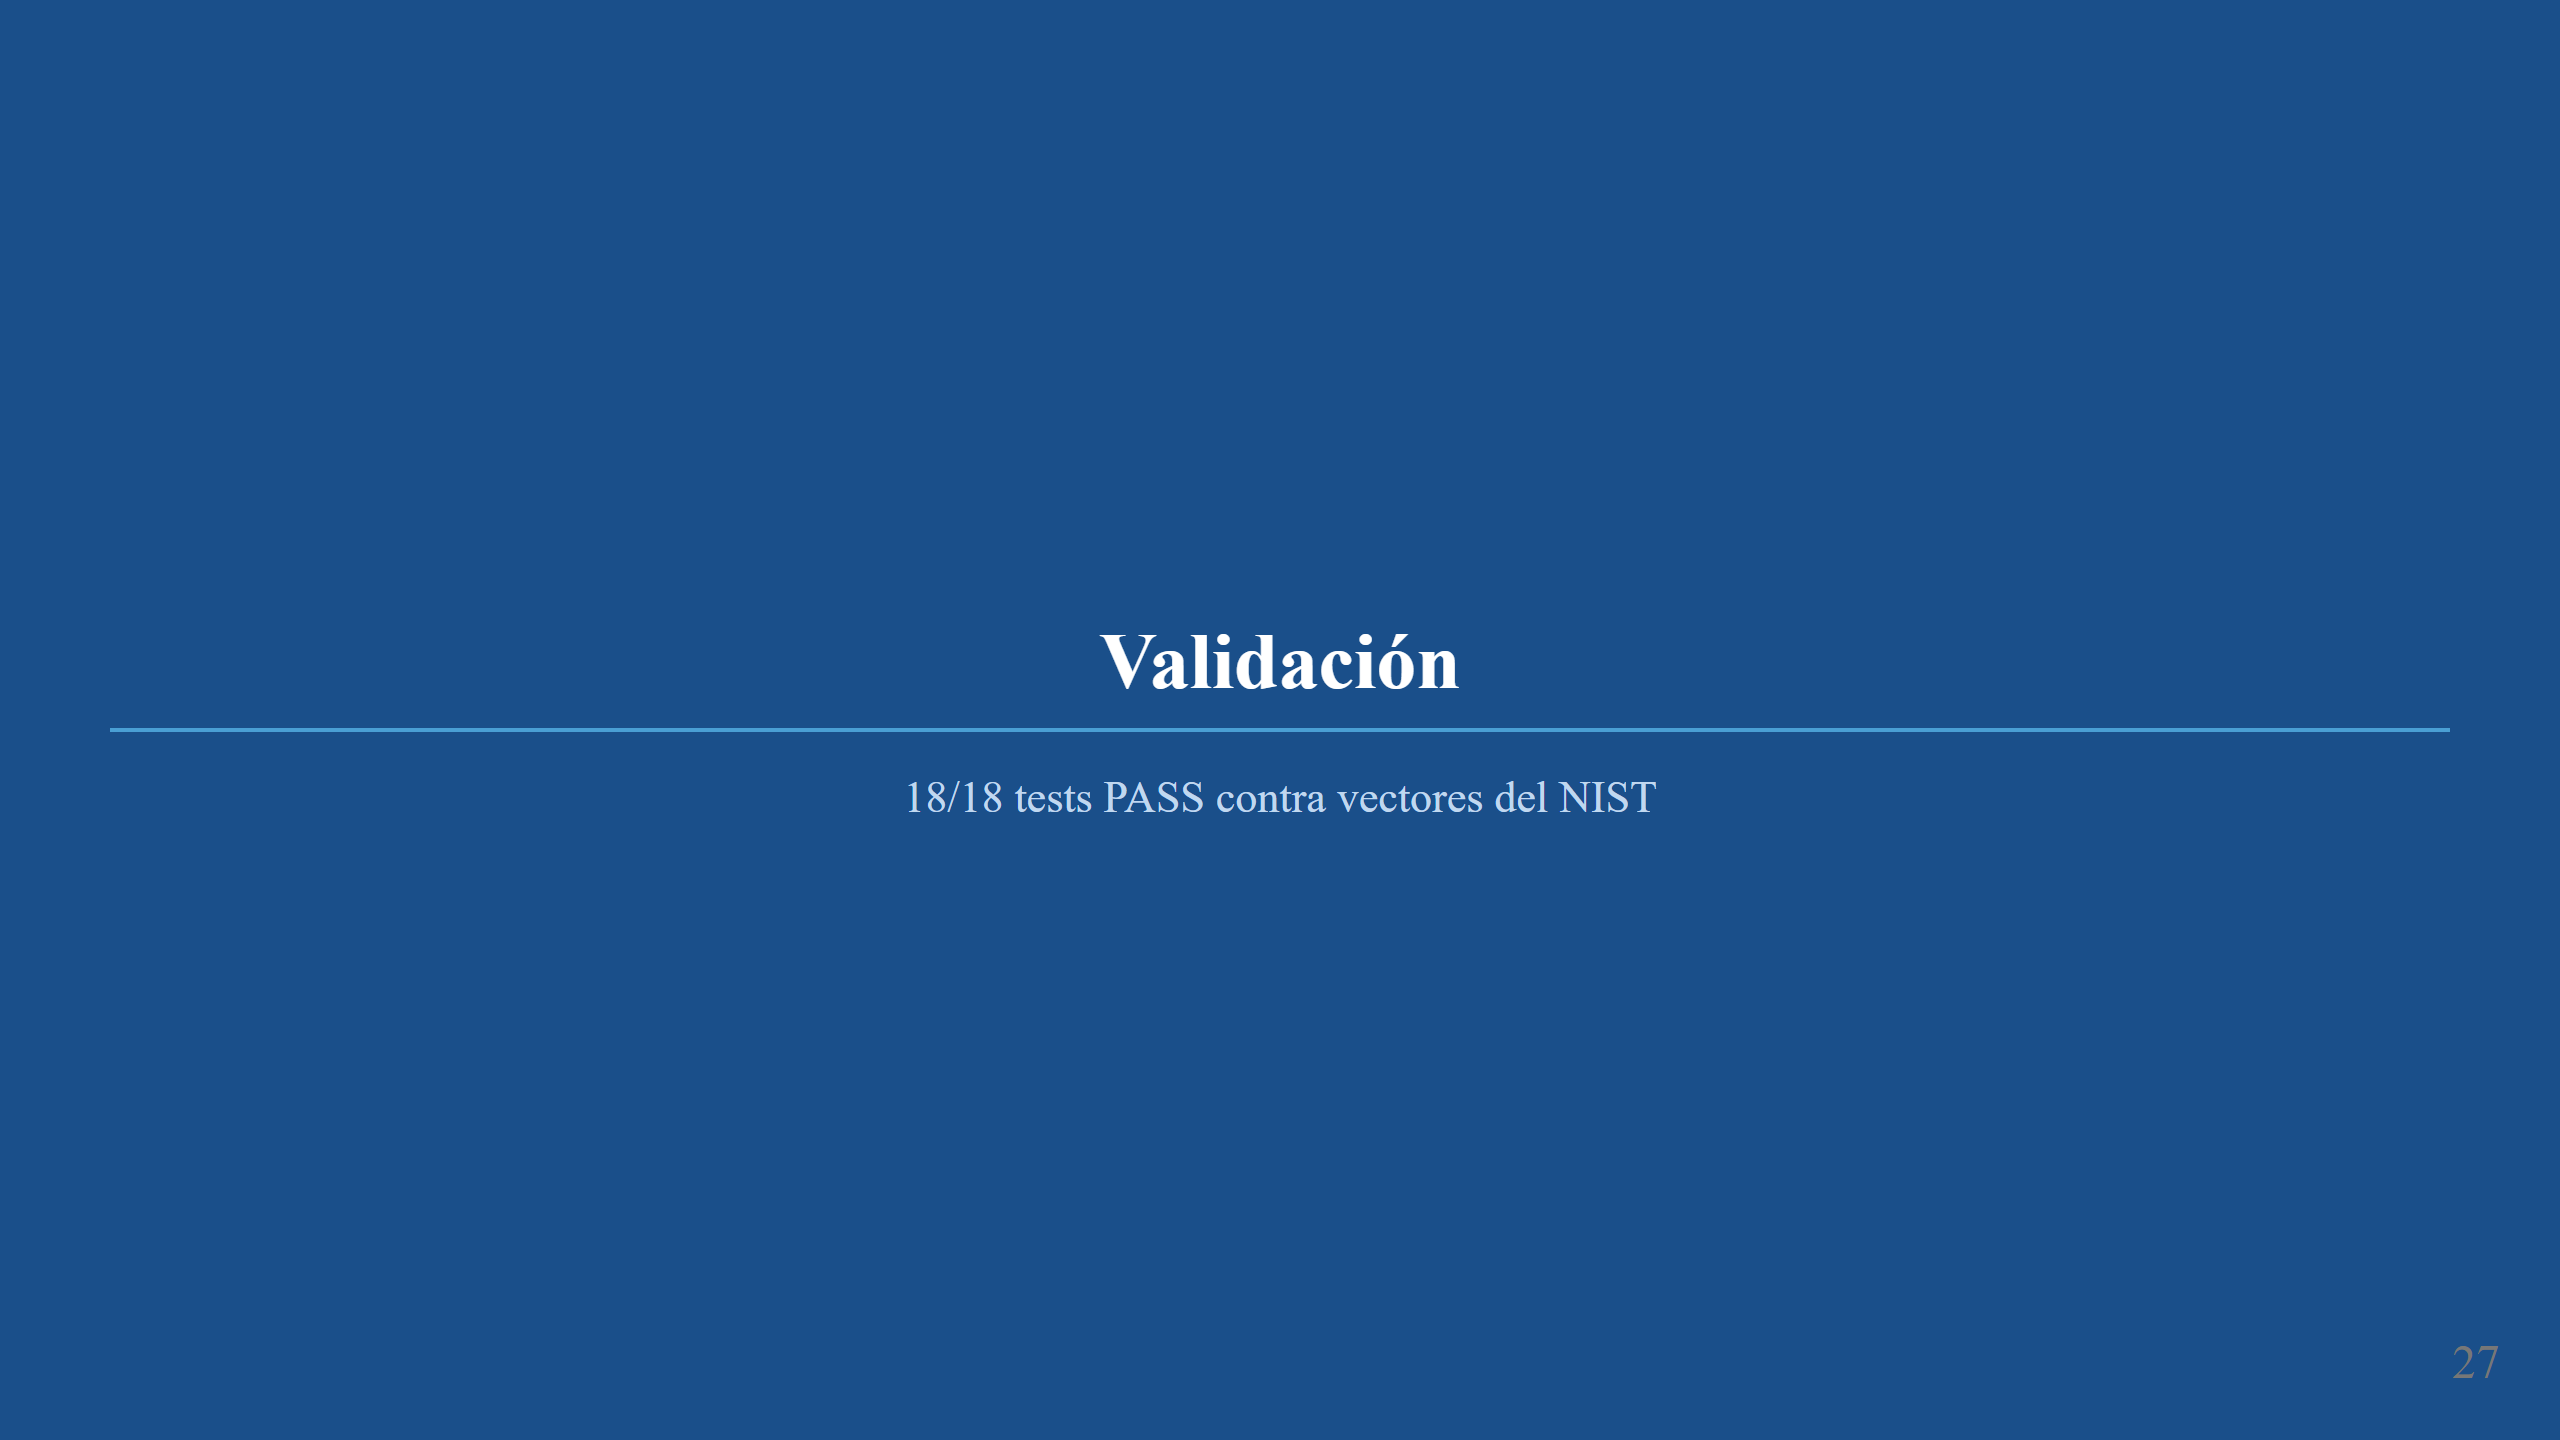 Validación
18/18 tests PASS contra vectores del NIST
27